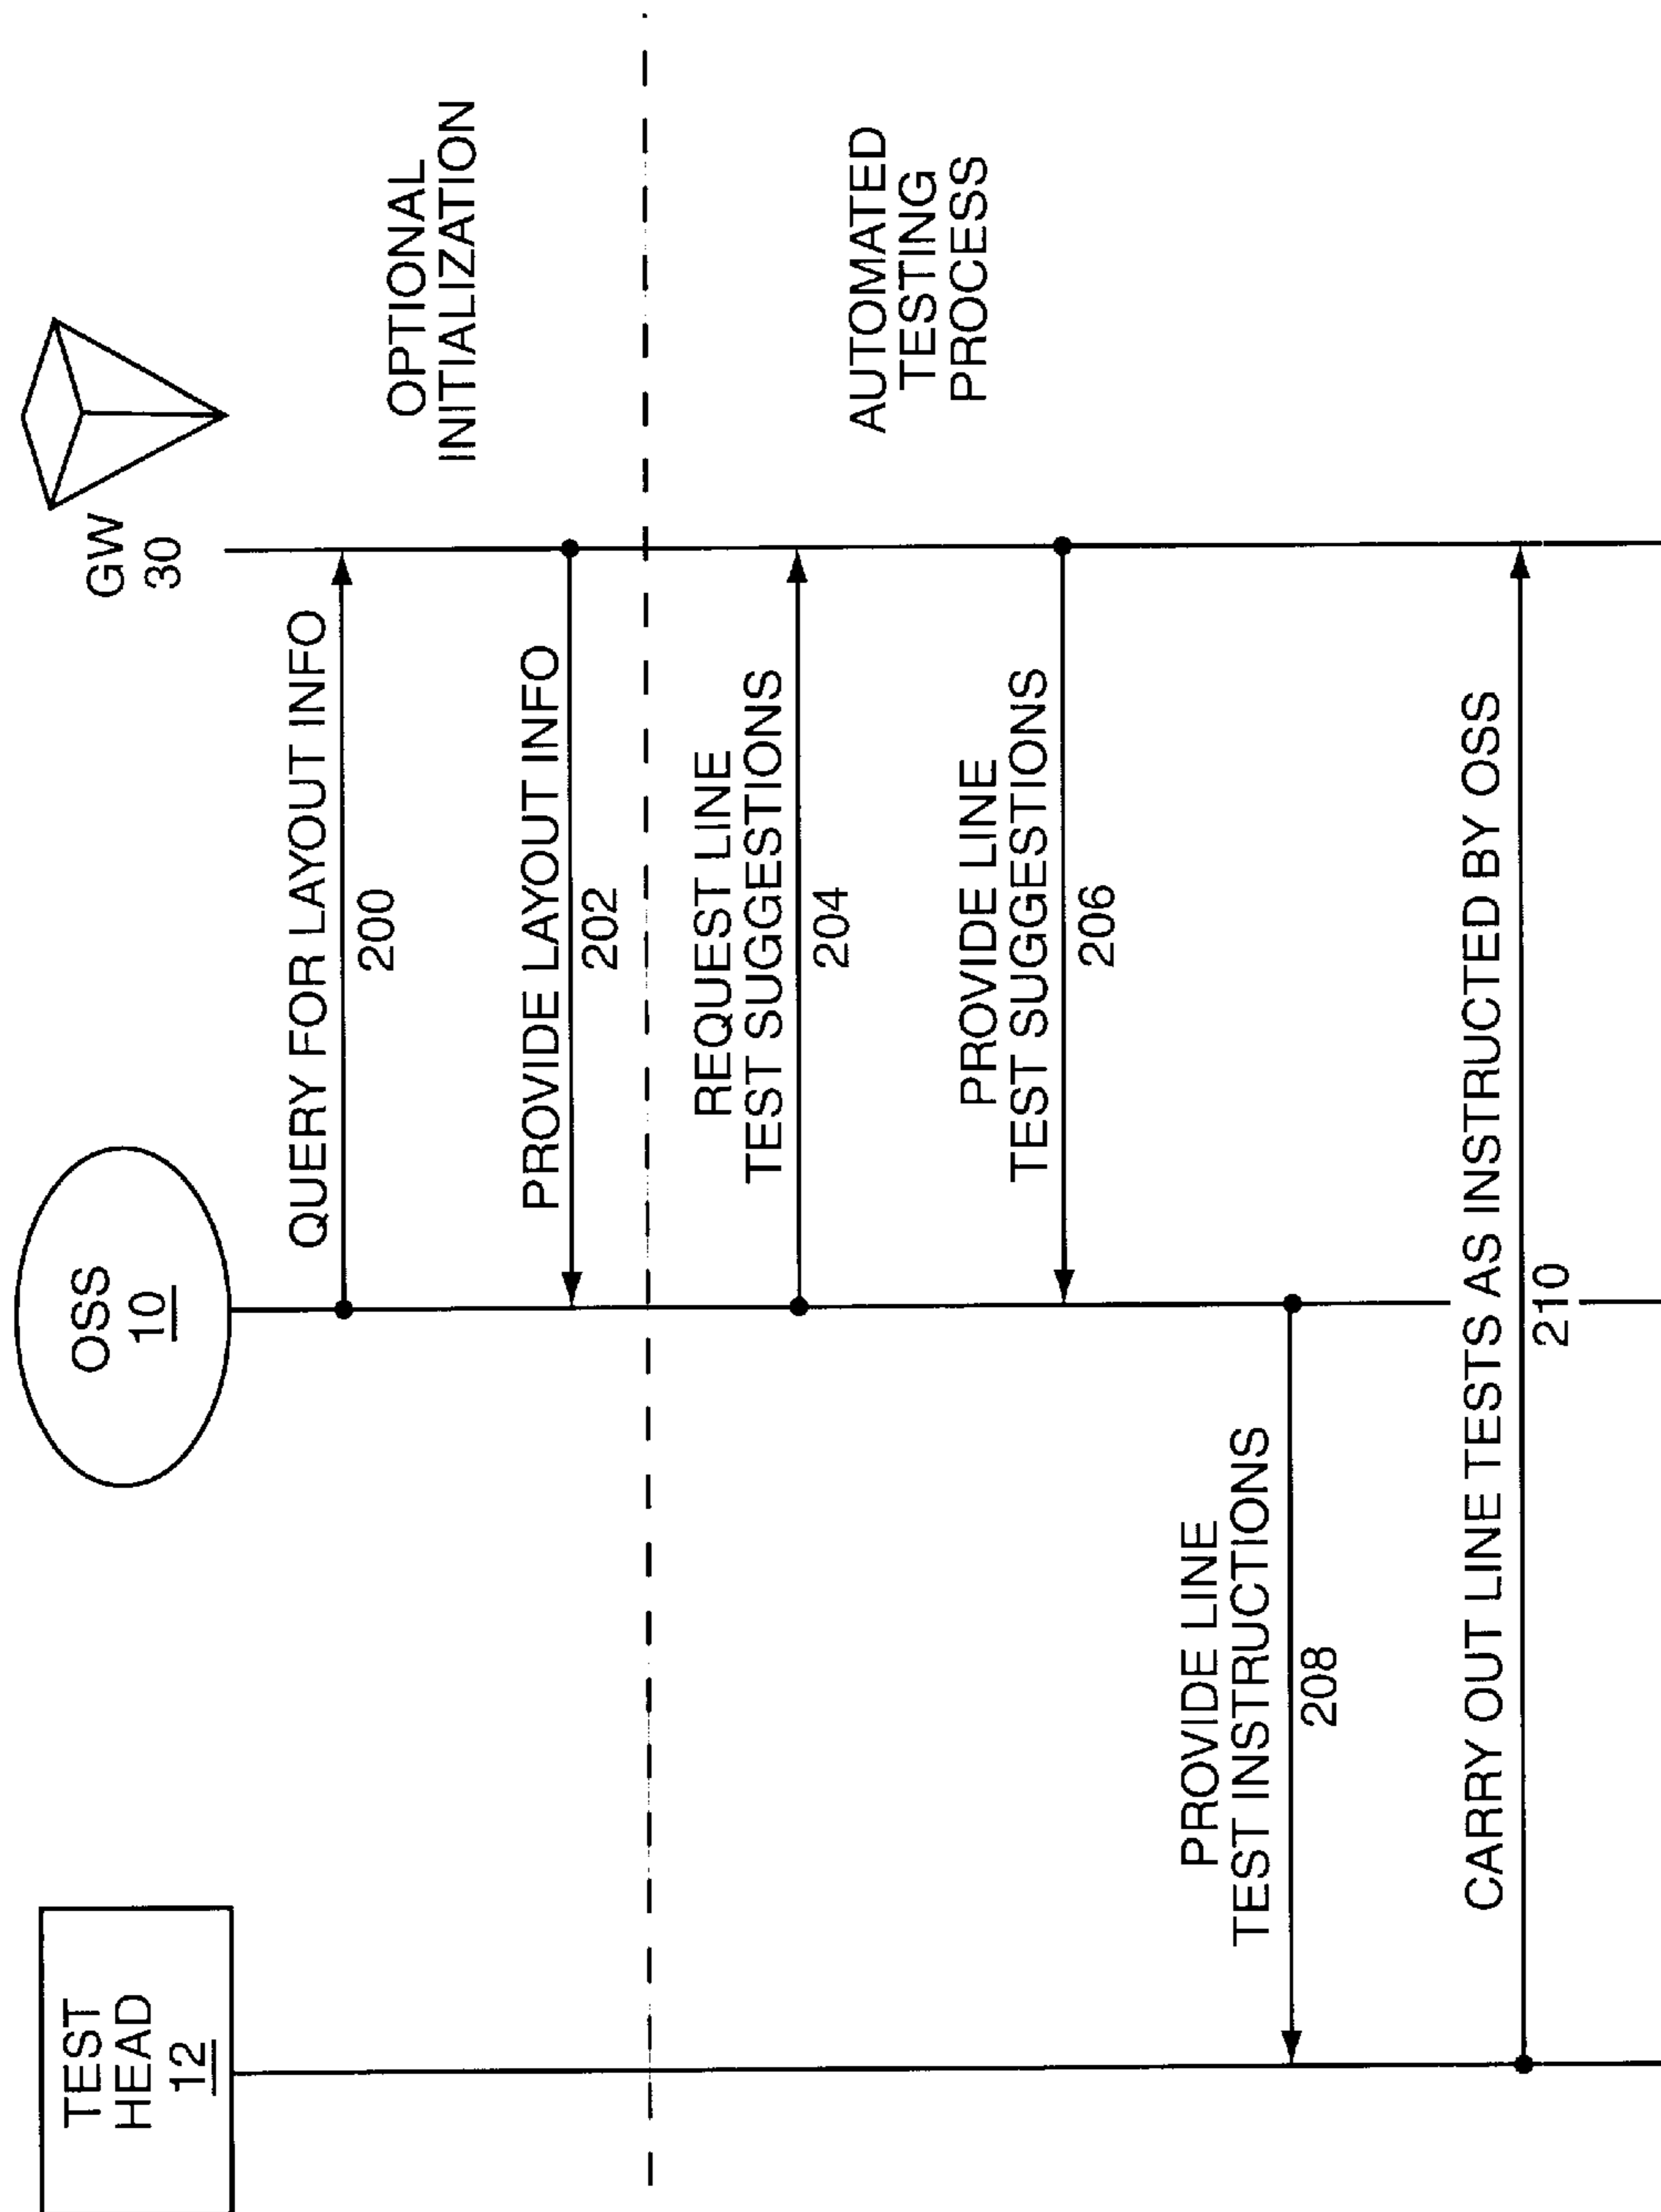 TEST
HEAD
12
OSS
10
GW
30
QUERY FOR LAYOUT INFO
200
PROVIDE LAYOUT INFO
202
OPTIONAL
INITIALIZATION
REQUEST LINE
TEST SUGGESTIONS
204
PROVIDE LINE
TEST SUGGESTIONS
206
AUTOMATED
TESTING
PROCESS
PROVIDE LINE
TEST INSTRUCTIONS
208
CARRY OUT LINE TESTS AS INSTRUCTED BY OSS
210